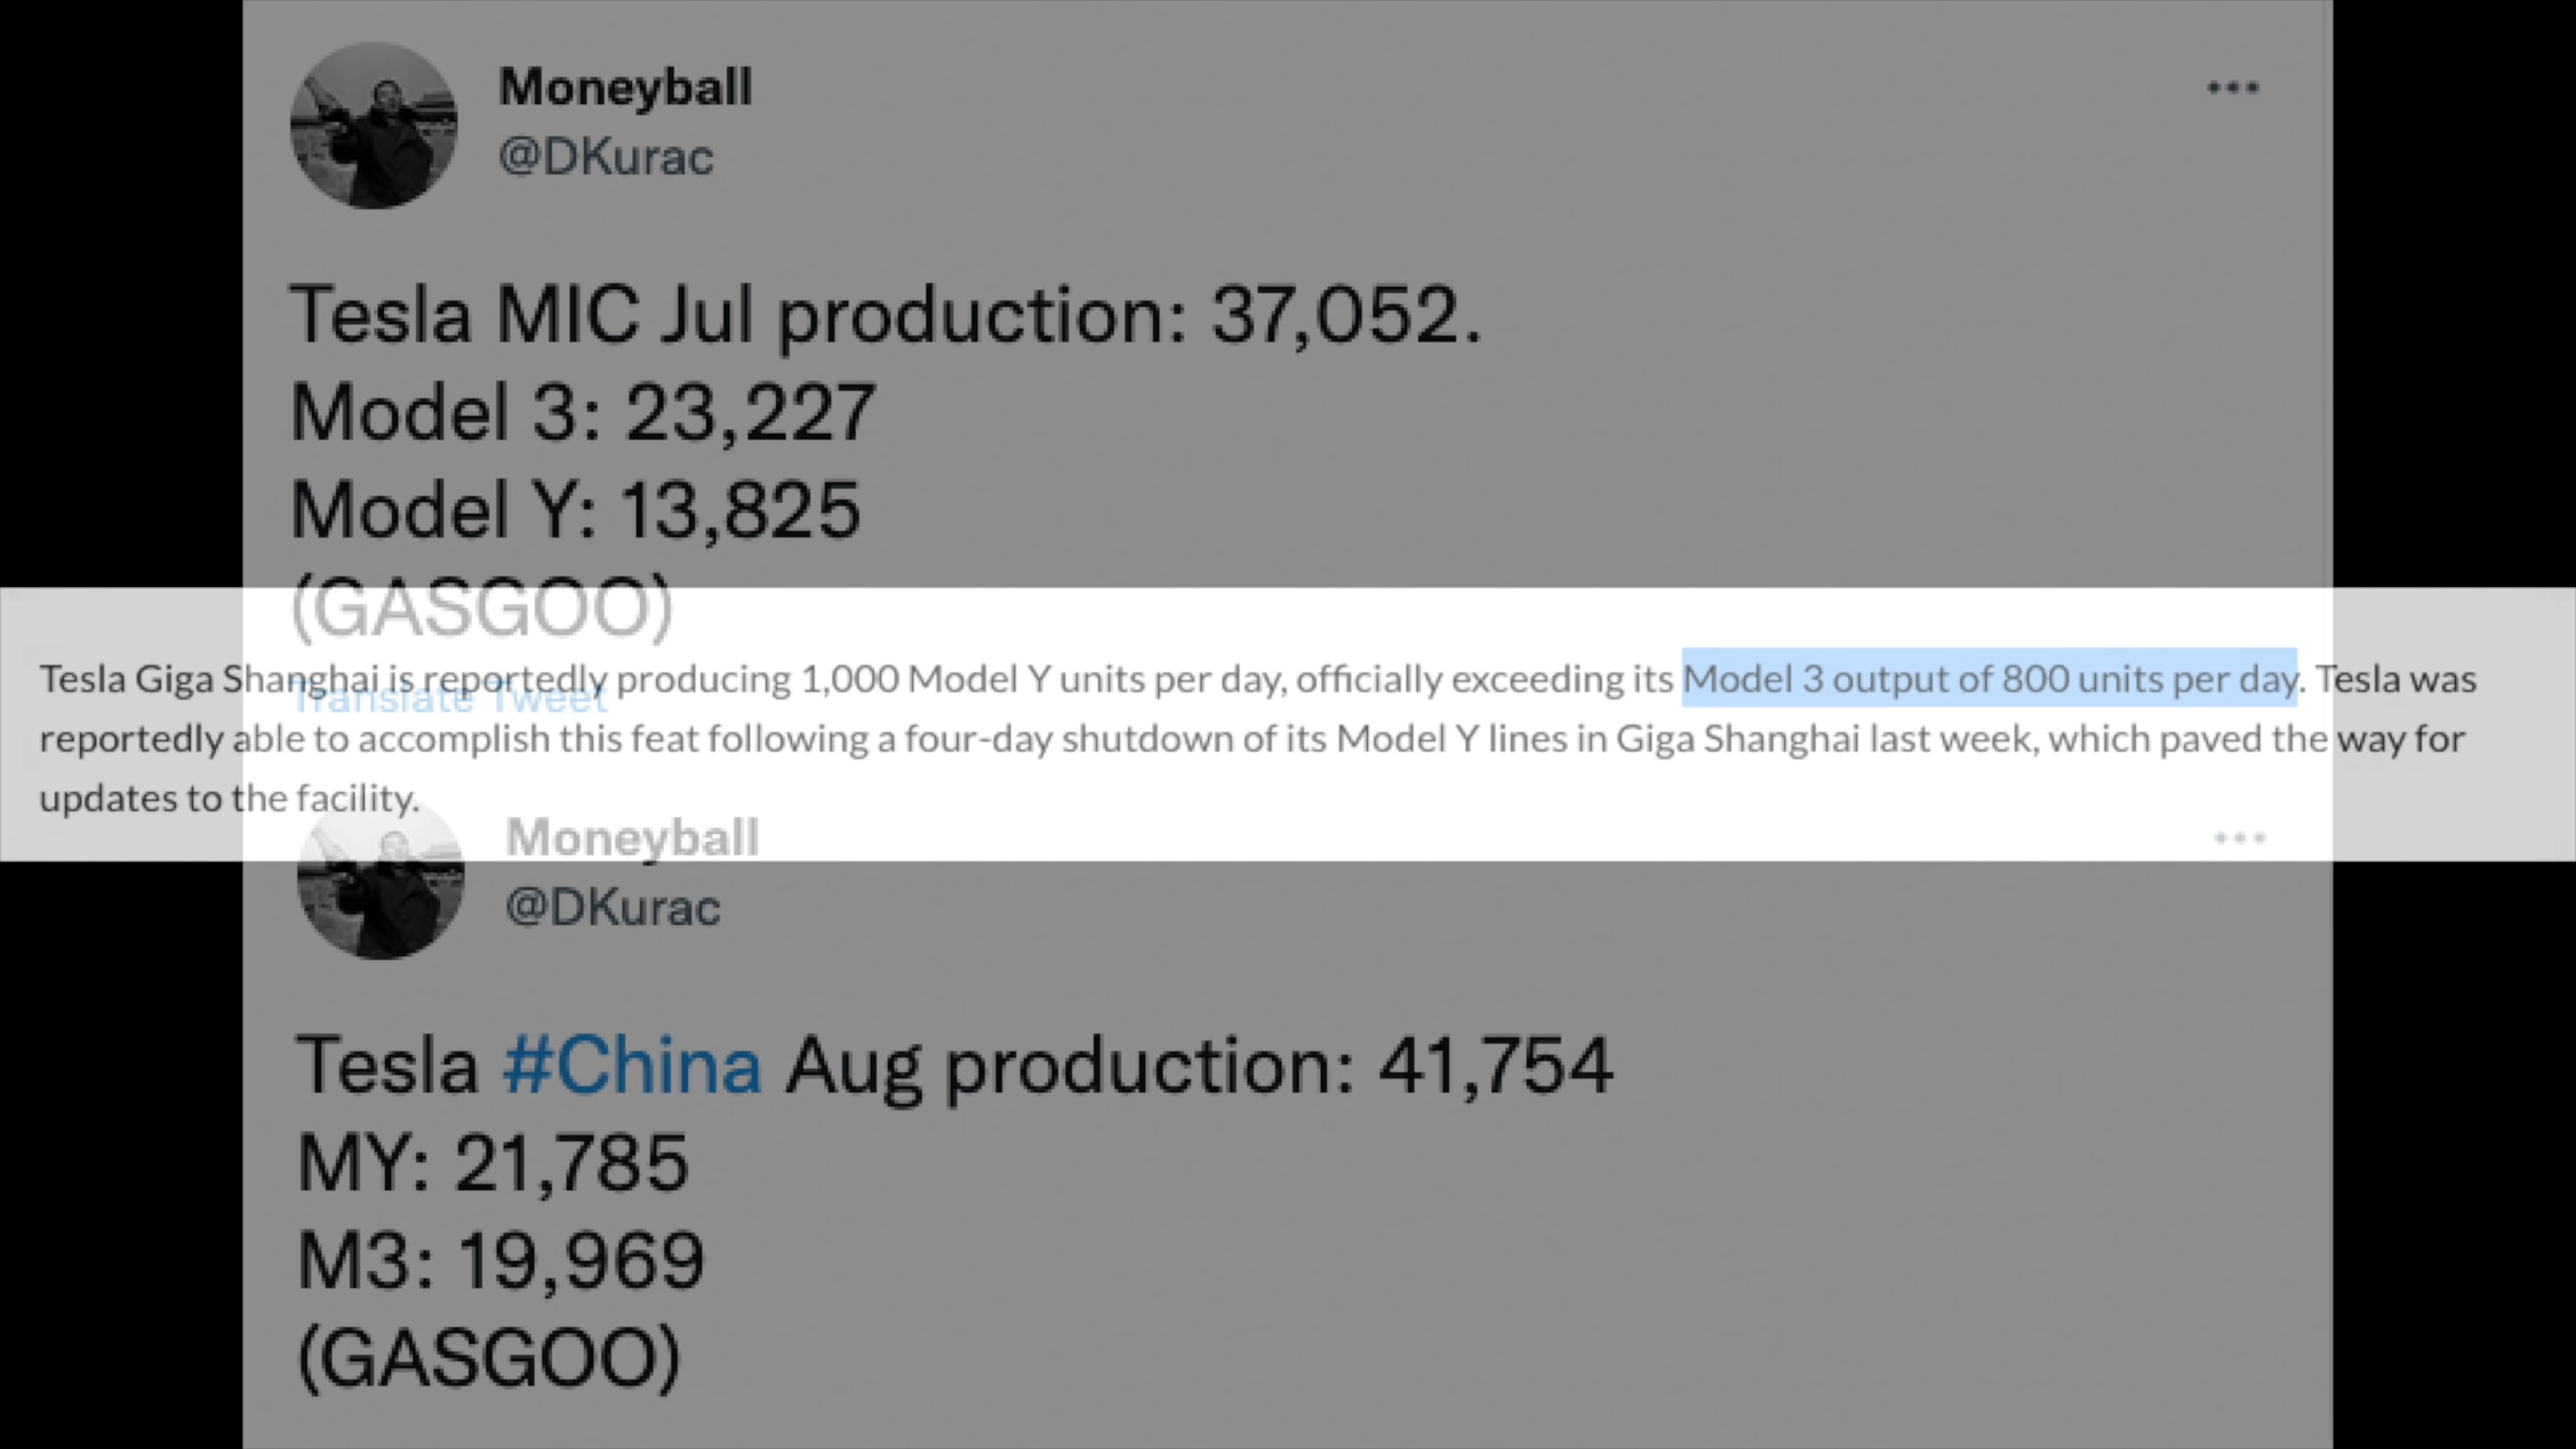 Moneyball
@DKurac
Tesla MIC Jul production: 37,052.
Model 3: 23,227
Model Y: 13,825
(GASGOO)
Translate Tweet
Tesla Giga Shanghai is reportedly producing 1,000 Model Y units per day, officially exceeding its Model 3 output of 800 units per day. Tesla was
reportedly able to accomplish this feat following a four-day shutdown of its Model Y lines in Giga Shanghai last week, which paved the way for
updates to the facility.
Moneyball
@DKurac
Tesla #China Aug production: 41,754
MY: 21,785
M3: 19,969
(GASGOO)